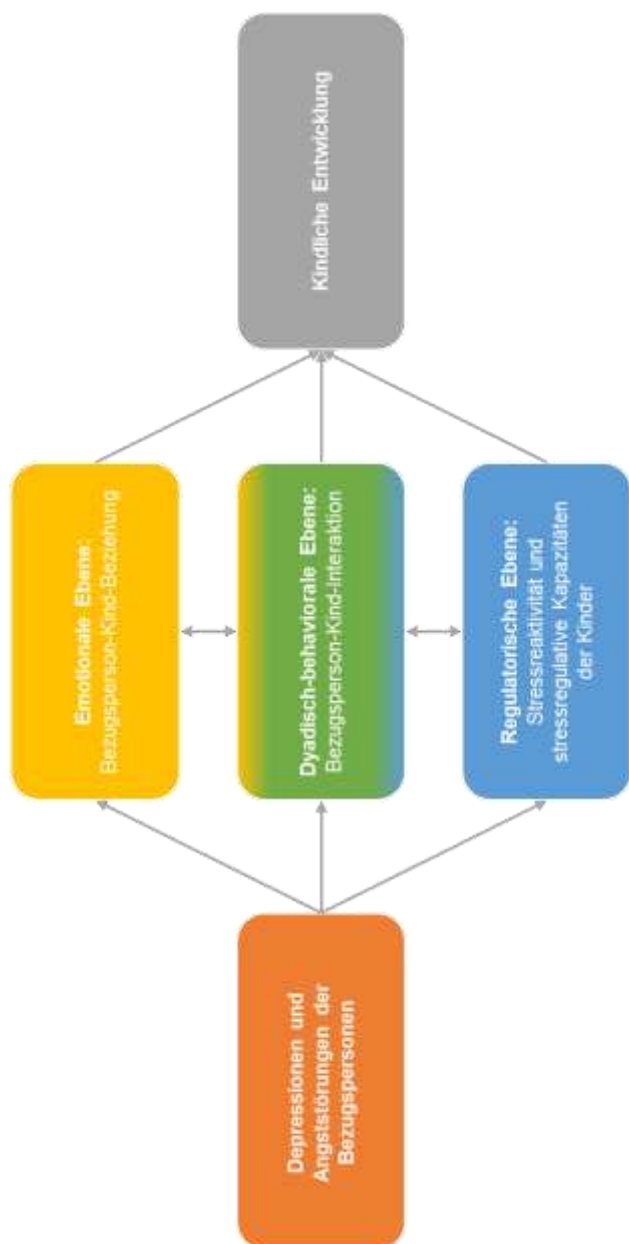 Depressionen und
Angststörungen der
Bezugspersonen
Emotionale Ebene:
Bezugsperson-Kind-Beziehung
Dyadisch-behaviorale Ebene:
Bezugsperson-Kind-Interaktion
Regulatorische Ebene:
Stressreaktivität und
stressregulative Kapazitäten
der Kinder
Kindliche Entwicklung